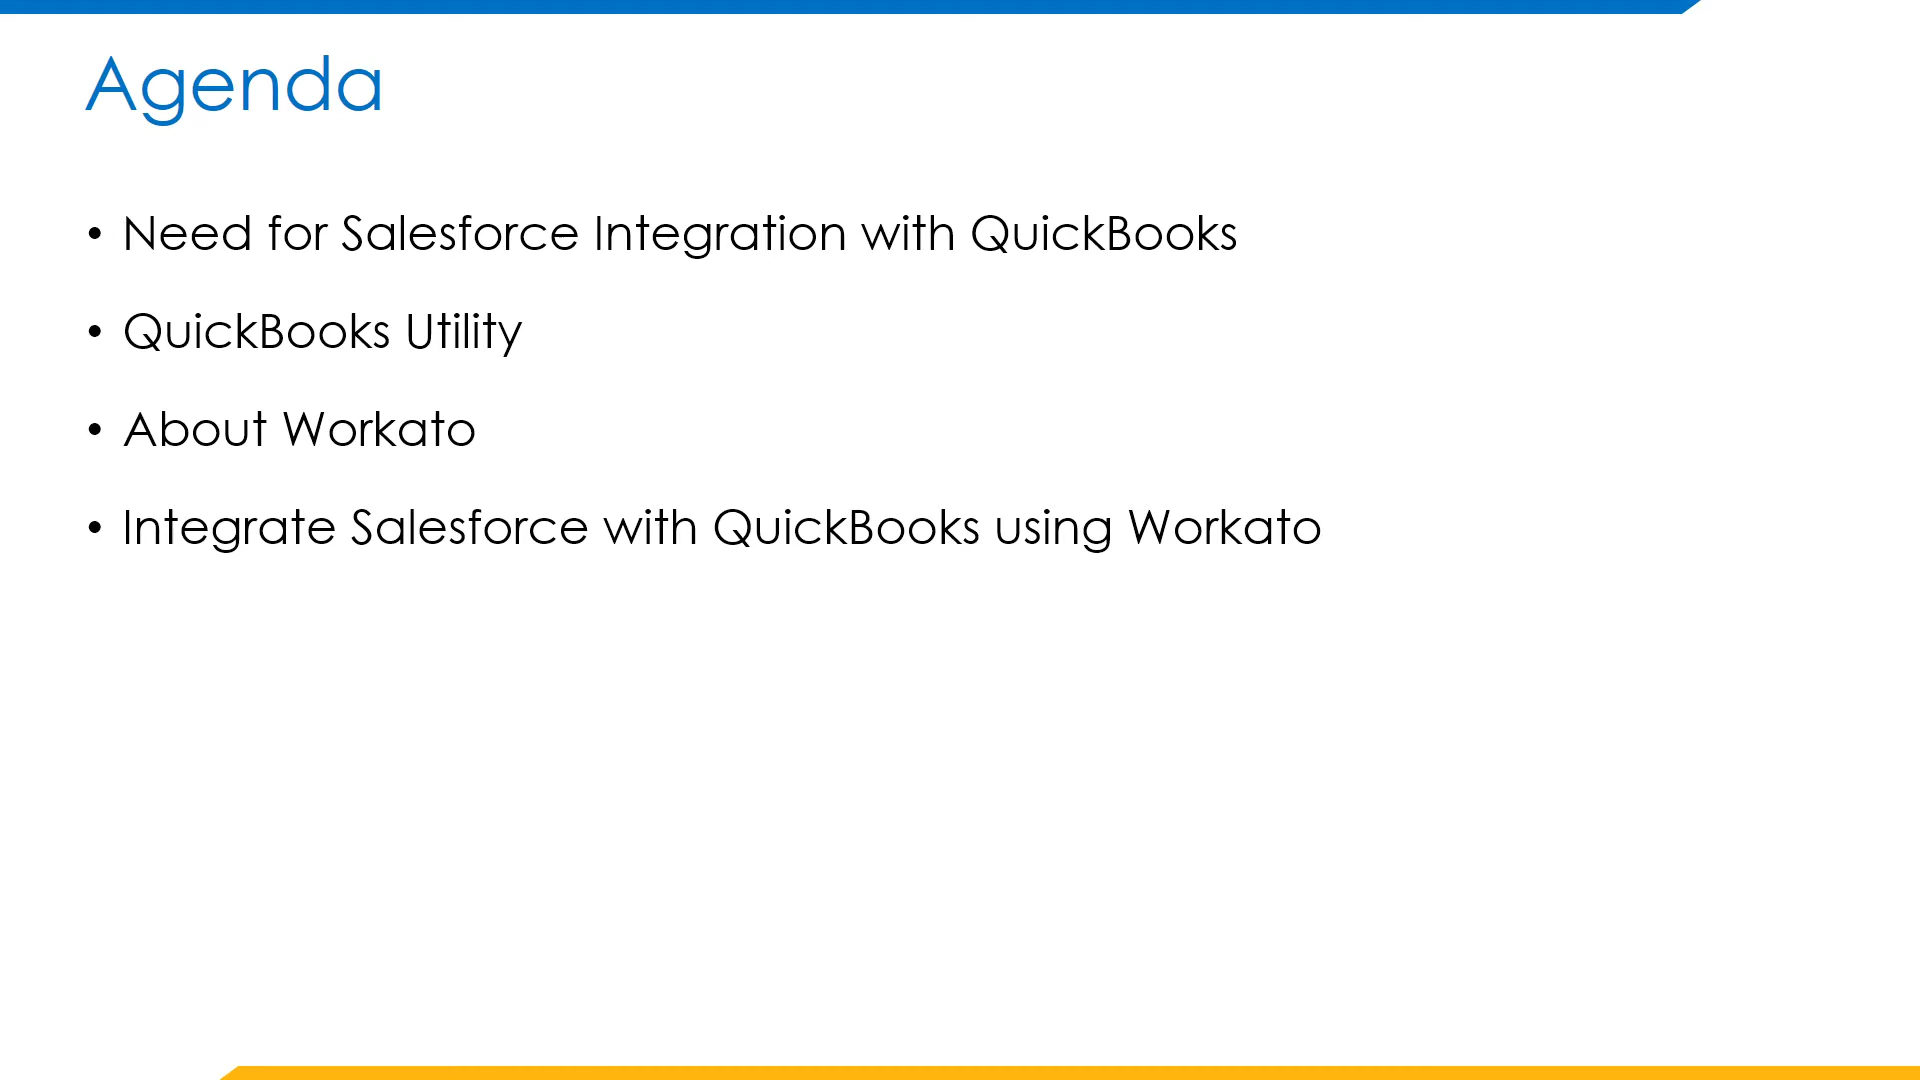 Agenda
• Need for Salesforce Integration with QuickBooks
• QuickBooks Utility
• About Workato
• Integrate Salesforce with QuickBooks using Workato